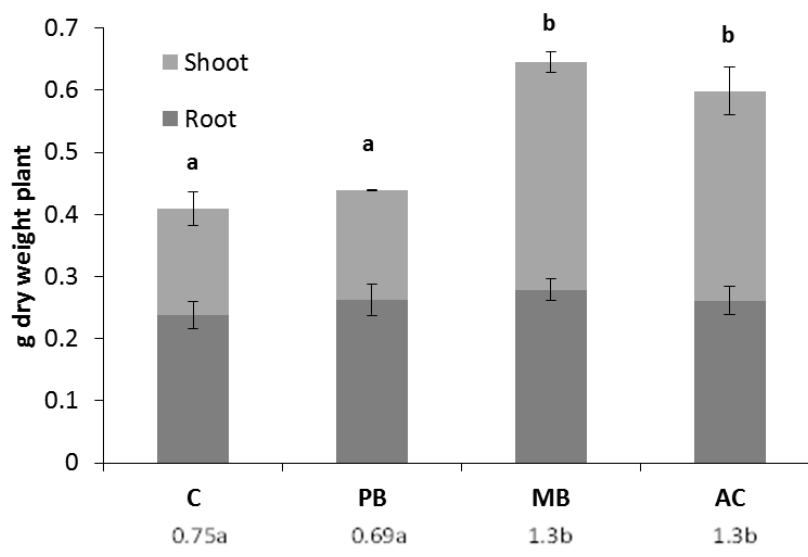 0.7
0.6
0.5
0.4
0.3
0.2
0.1
0
g dry weight plant
Shoot
Root
a
a
b
b
C PB MB AC
0.75a 0.69a 1.3b 1.3b